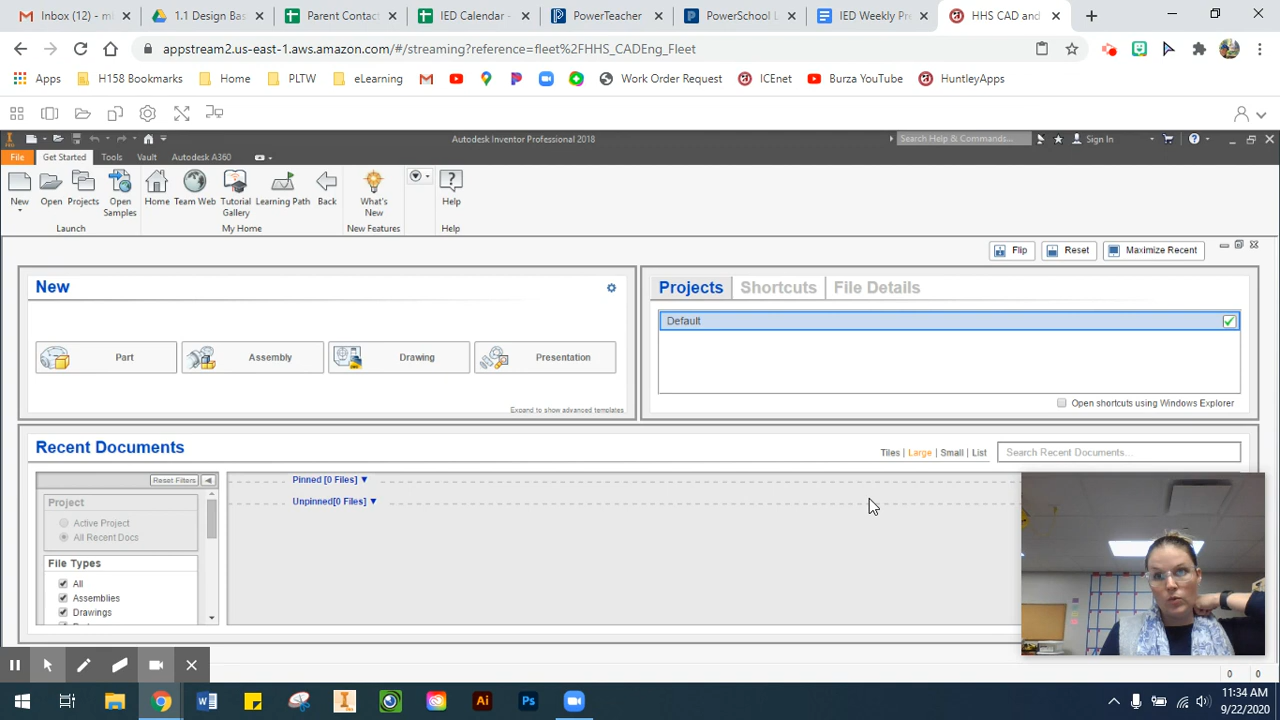 Inbox (12) - ml
1.1 Design Bas
Parent Contact
IED Calendar -
PowerTeacher
PowerSchool L
IED Weekly Pr
HHS CAD and
appstream2.us-east-1.aws.amazon.com/#/streaming?reference=fleet%2FHHS_CADEng_Fleet
Apps
H158 Bookmarks
Home
PLTW
eLearning
Work Order Request
ICEnet
Burza YouTube
HuntleyApps
Autodesk Inventor Professional 2018
Search Help & Commands...
Sign In
File
Get Started
Tools
Vault
Autodesk A360
New
Open
Projects
Open Samples
Home
Team Web
Tutorial Gallery
Learning Path
Back
What's New
Help
Launch
My Home
New Features
Help
Flip
Reset
Maximize Recent
New
Projects
Shortcuts
File Details
Default
Part
Assembly
Drawing
Presentation
Expand to show advanced templates
Open shortcuts using Windows Explorer
Recent Documents
Tiles | Large | Small | List
Search Recent Documents...
Reset Filters
Pinned [0 Files]
Unpinned[0 Files]
Project
Active Project
All Recent Docs
File Types
All
Assemblies
Drawings
0 0
11:34 AM
9/22/2020